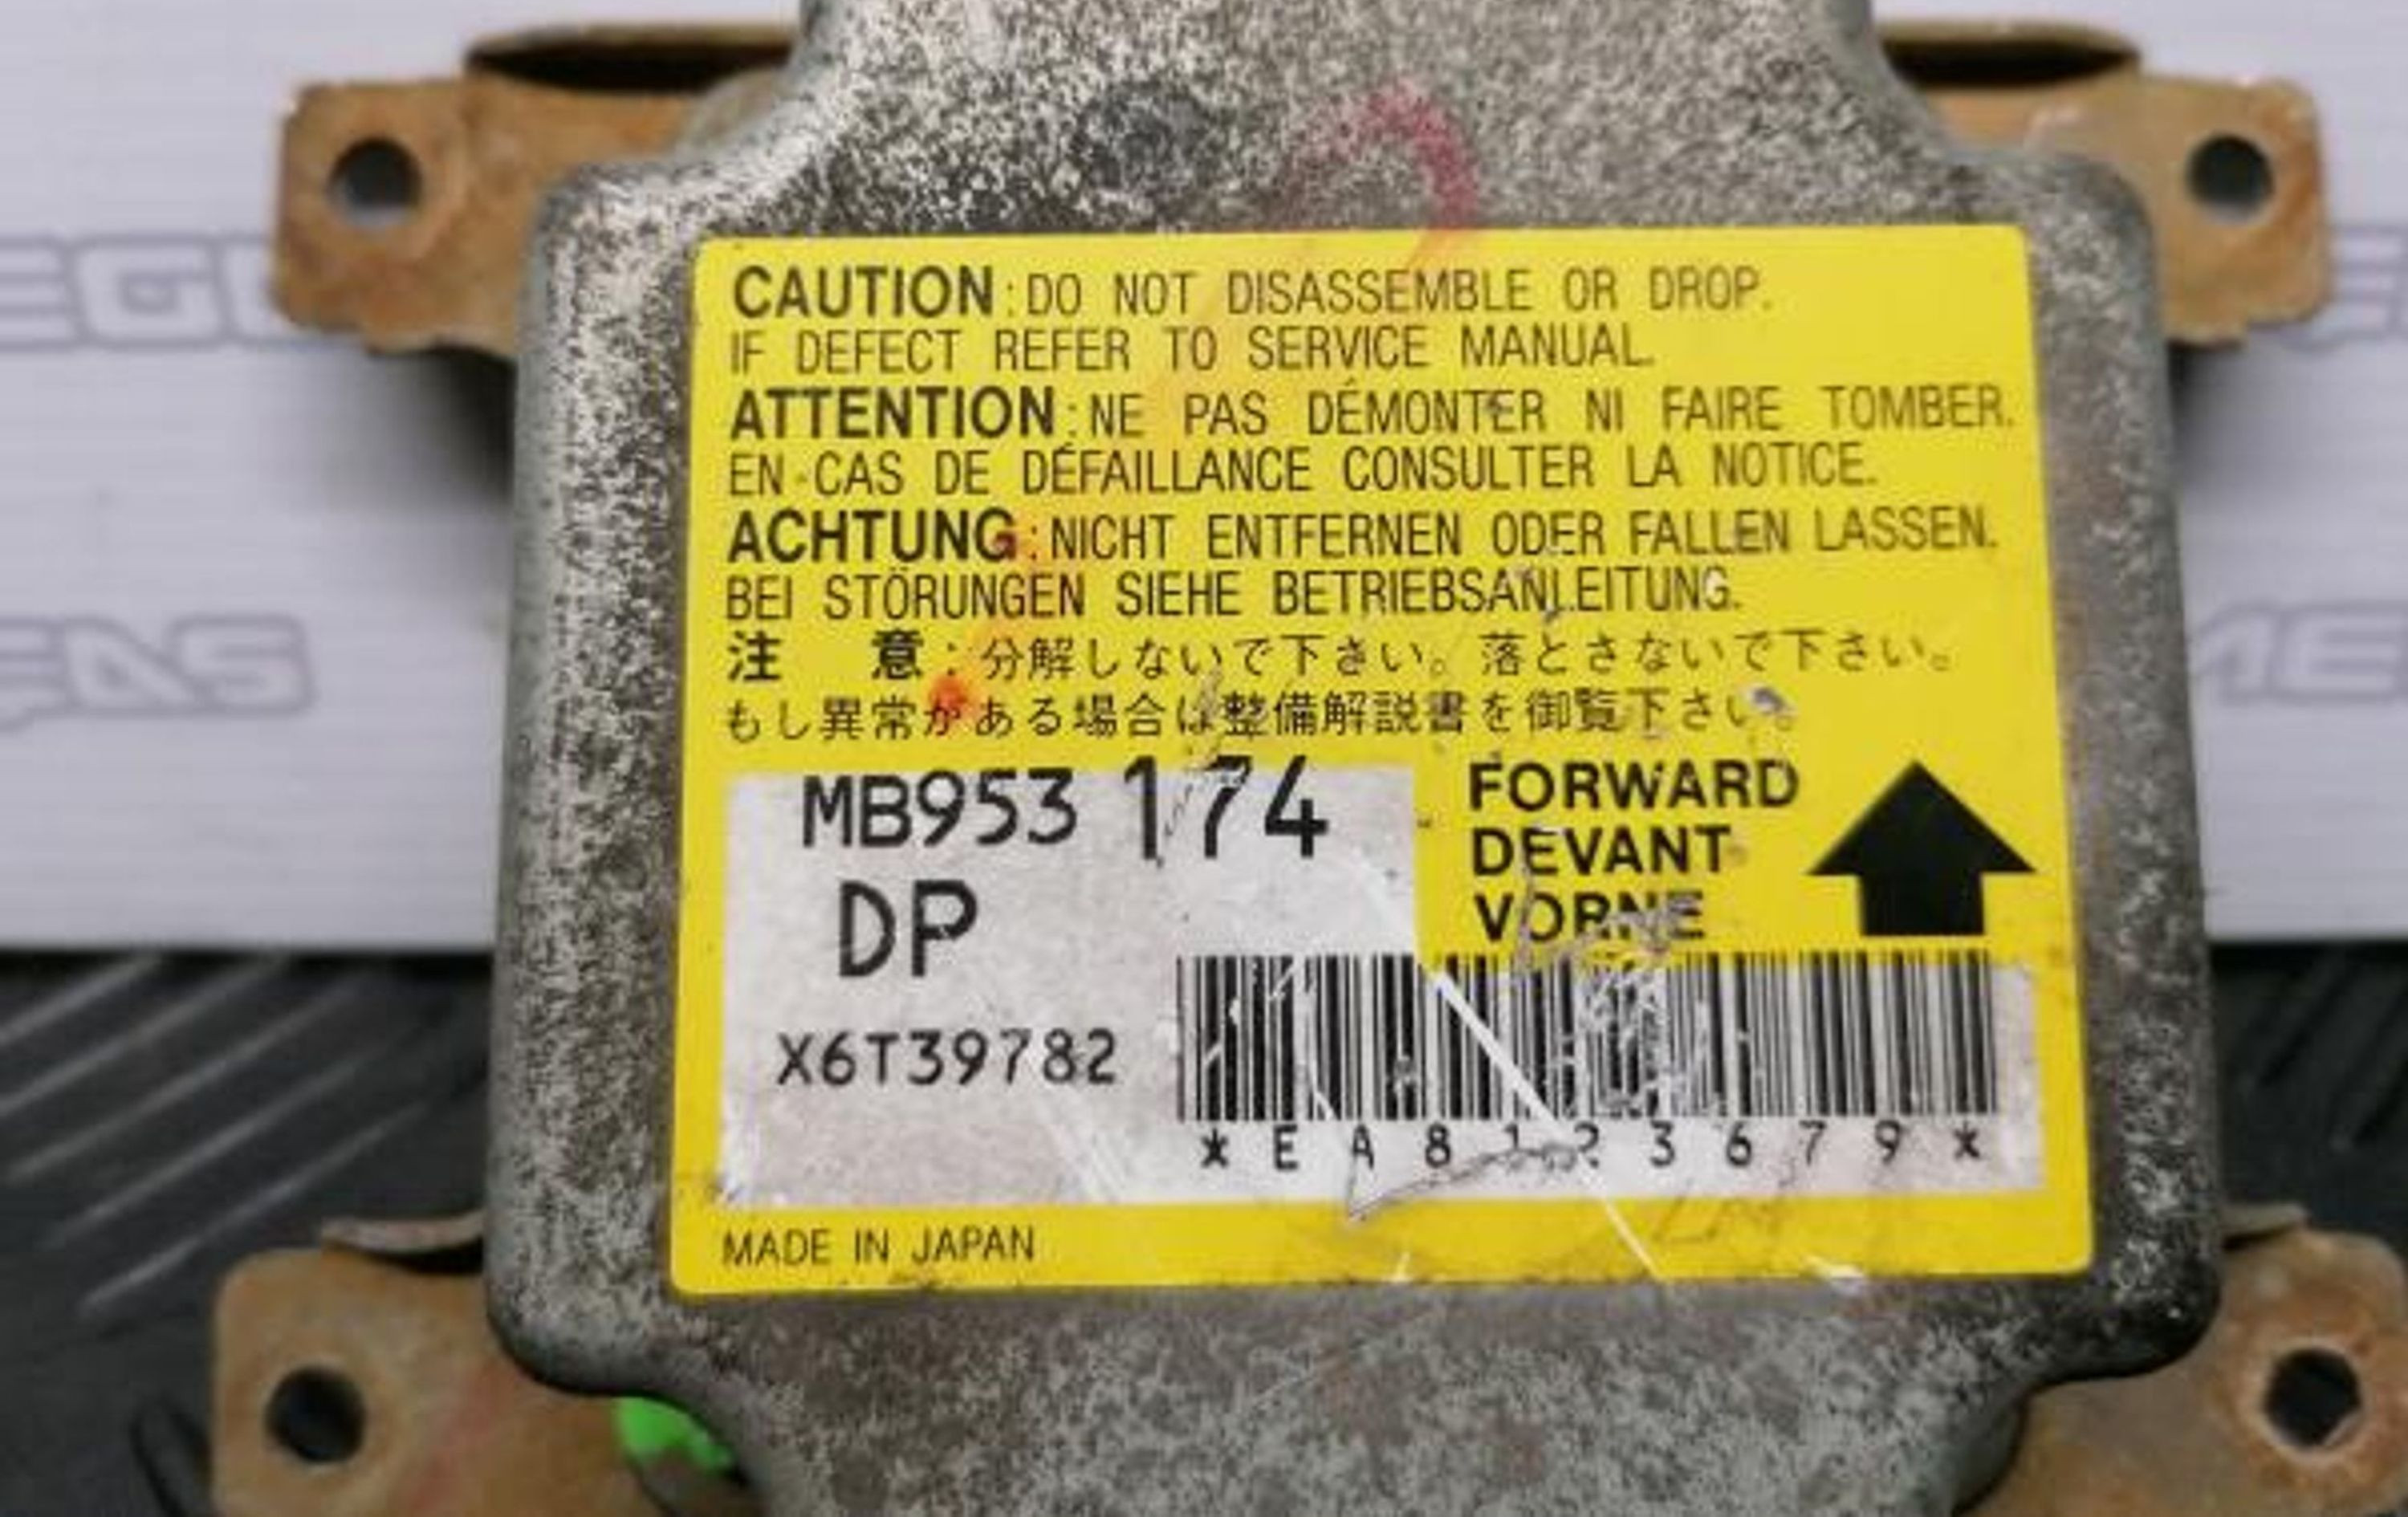 CAUTION:DO NOT DISASSEMBLE OR DROP.
IF DEFECT REFER TO SERVICE MANUAL.
ATTENTION:NE PAS DÉMONTER NI FAIRE TOMBER.
EN CAS DE DÉFAILLANCE CONSULTER LA NOTICE.
ACHTUNG:NICHT ENTFERNEN ODER FALLEN LASSEN.
BEI STÖRUNGEN SIEHE BETRIEBSANLEITUNG.
注 意:分解しないで下さい。落とさないで下さい。
もし異常がある場合は整備解説書を御覧下さい。
MB953174
DP
X6T39782
FORWARD
DEVANT
VORNE
*EA8123679*
MADE IN JAPAN